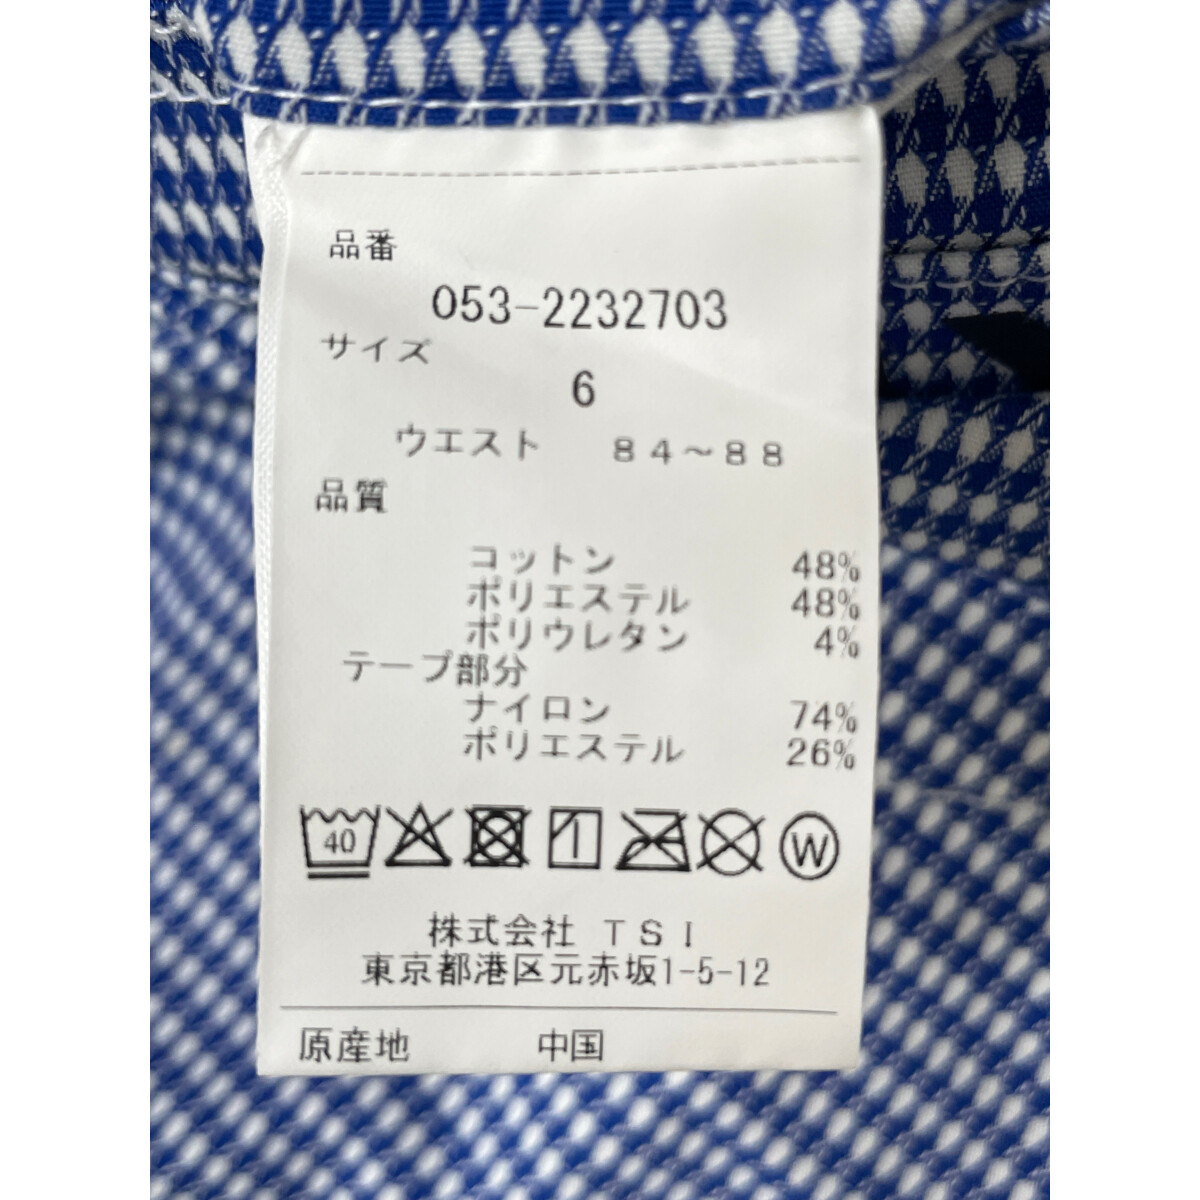 品番
053-2232703
サイズ
6
ウエスト 84～88
品質
コットン 48%
ポリエステル 48%
ポリウレタン 4%
テープ部分
ナイロン 74%
ポリエステル 26%
40 W
株式会社 TSI
東京都港区元赤坂1-5-12
原産地 中国